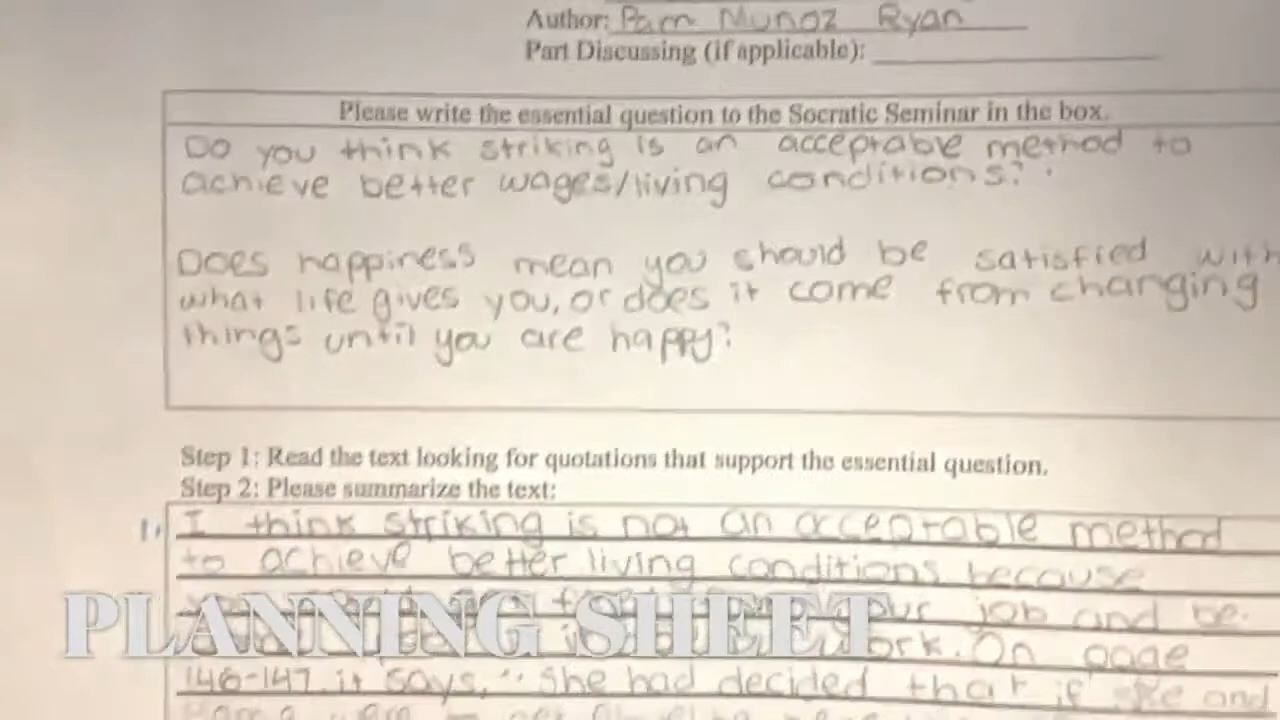 Author: Pam Munoz Ryan
Part Discussing (if applicable):
Please write the essential question to the Socratic Seminar in the box.
Do you think striking is an acceptable method to
achieve better wages/living conditions?
Does happiness mean you should be satisfied with
what life gives you, or does it come from changing
things until you are happy?
Step 1: Read the text looking for quotations that support the essential question.
Step 2: Please summarize the text:
1. I think striking is not an acceptable method
to achieve better living conditions because
your job and be
PLANNING SHEET
work. On page
146-147 it says, "She had decided that if she and